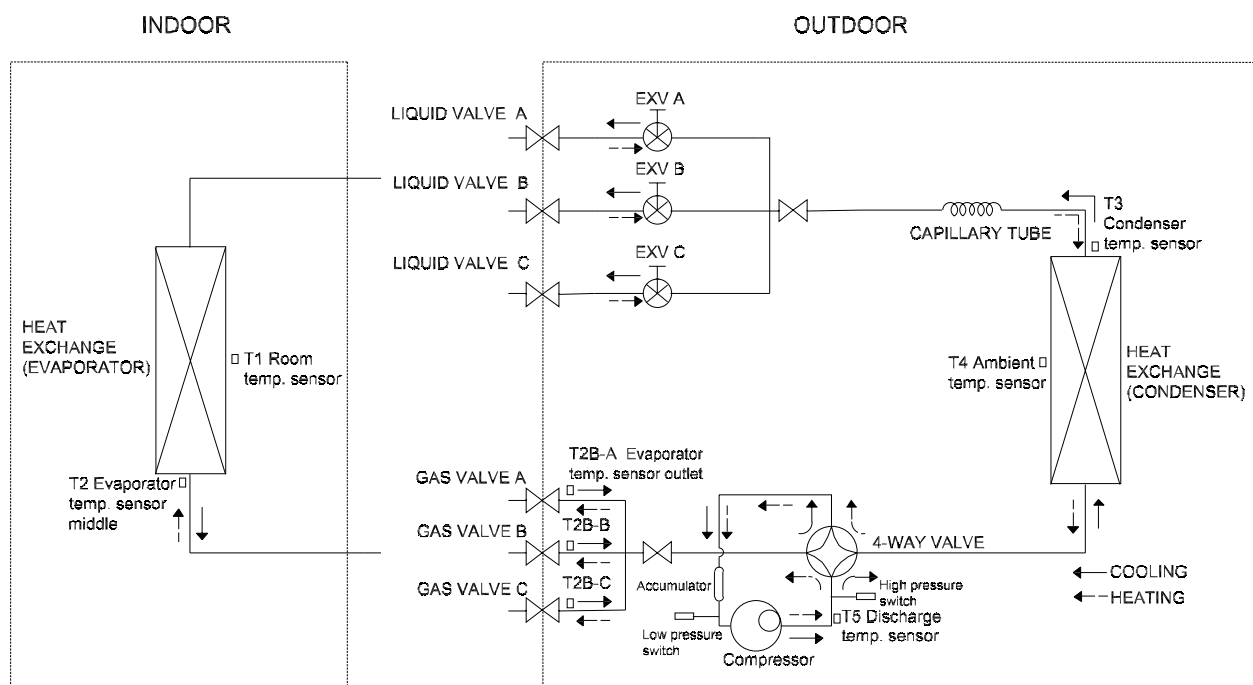 INDOOR
OUTDOOR
LIQUID VALVE A
EXV A
LIQUID VALVE B
EXV B
LIQUID VALVE C
EXV C
CAPILLARY TUBE
T3
Condenser
temp. sensor
HEAT
EXCHANGE
(EVAPORATOR)
T1 Room
temp. sensor
T4 Ambient
temp. sensor
HEAT
EXCHANGE
(CONDENSER)
T2 Evaporator
temp. sensor
middle
GAS VALVE A
T2B-A Evaporator
temp. sensor outlet
GAS VALVE B
T2B-B
GAS VALVE C
T2B-C
4-WAY VALVE
Accumulator
High pressure
switch
Low pressure
switch
T5 Discharge
temp. sensor
Compressor
COOLING
HEATING